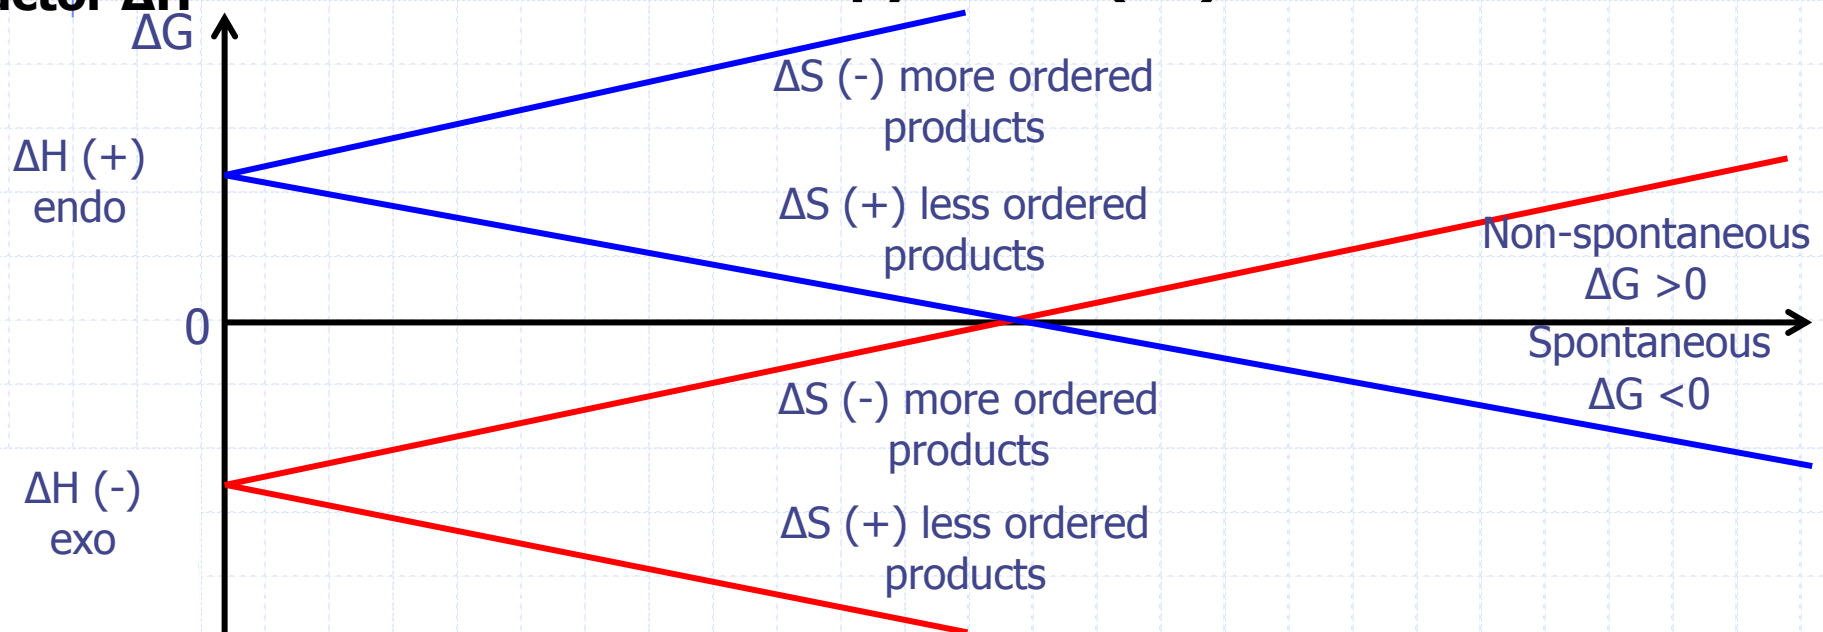 ΔH
ΔG
ΔS (-) more ordered
products
ΔH (+)
endo
ΔS (+) less ordered
products
Non-spontaneous
ΔG >0
0
Spontaneous
ΔG <0
ΔS (-) more ordered
products
ΔH (-)
exo
ΔS (+) less ordered
products